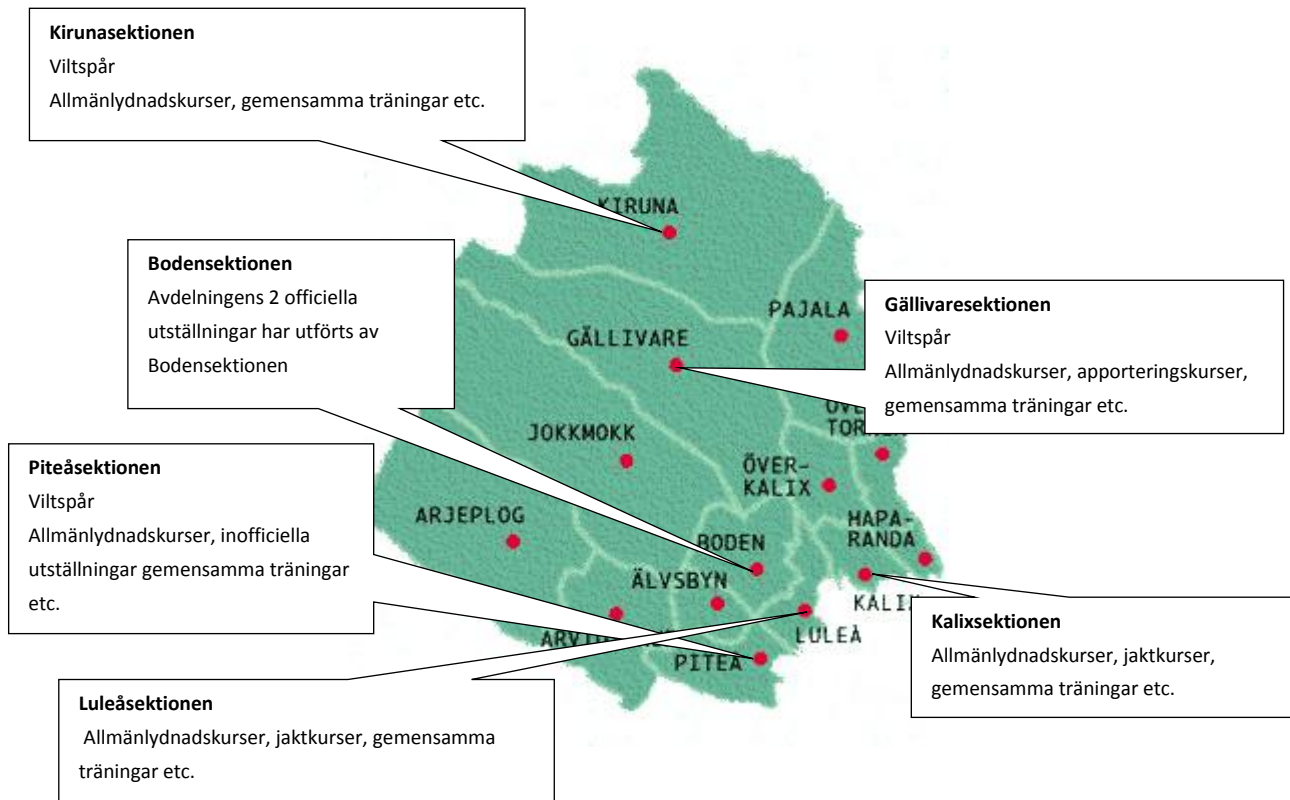 Kirunasektionen
Viltspår
Allmänlydnadskurser, gemensamma träningar etc.
KIRUNA
Bodensektionen
Avdelningens 2 officiella
utställningar har utförts av
Bodensektionen
PAJALA
GÄLLIVARE
Gällivaresektionen
Viltspår
Allmänlydnadskurser, apporteringskurser,
gemensamma träningar etc.
JOKKMOKK
ÖVER-
KALIX
Piteåsektionen
Viltspår
Allmänlydnadskurser, inofficiella
utställningar gemensamma träningar
etc.
ARJEPLOG
HAPA-
RANDA
BODEN
ÄLVSBYN
KALIX
LULEÅ
PITEÅ
Kalixsektionen
Allmänlydnadskurser, jaktkurser,
gemensamma träningar etc.
Luleåsektionen
Allmänlydnadskurser, jaktkurser, gemensamma
träningar etc.